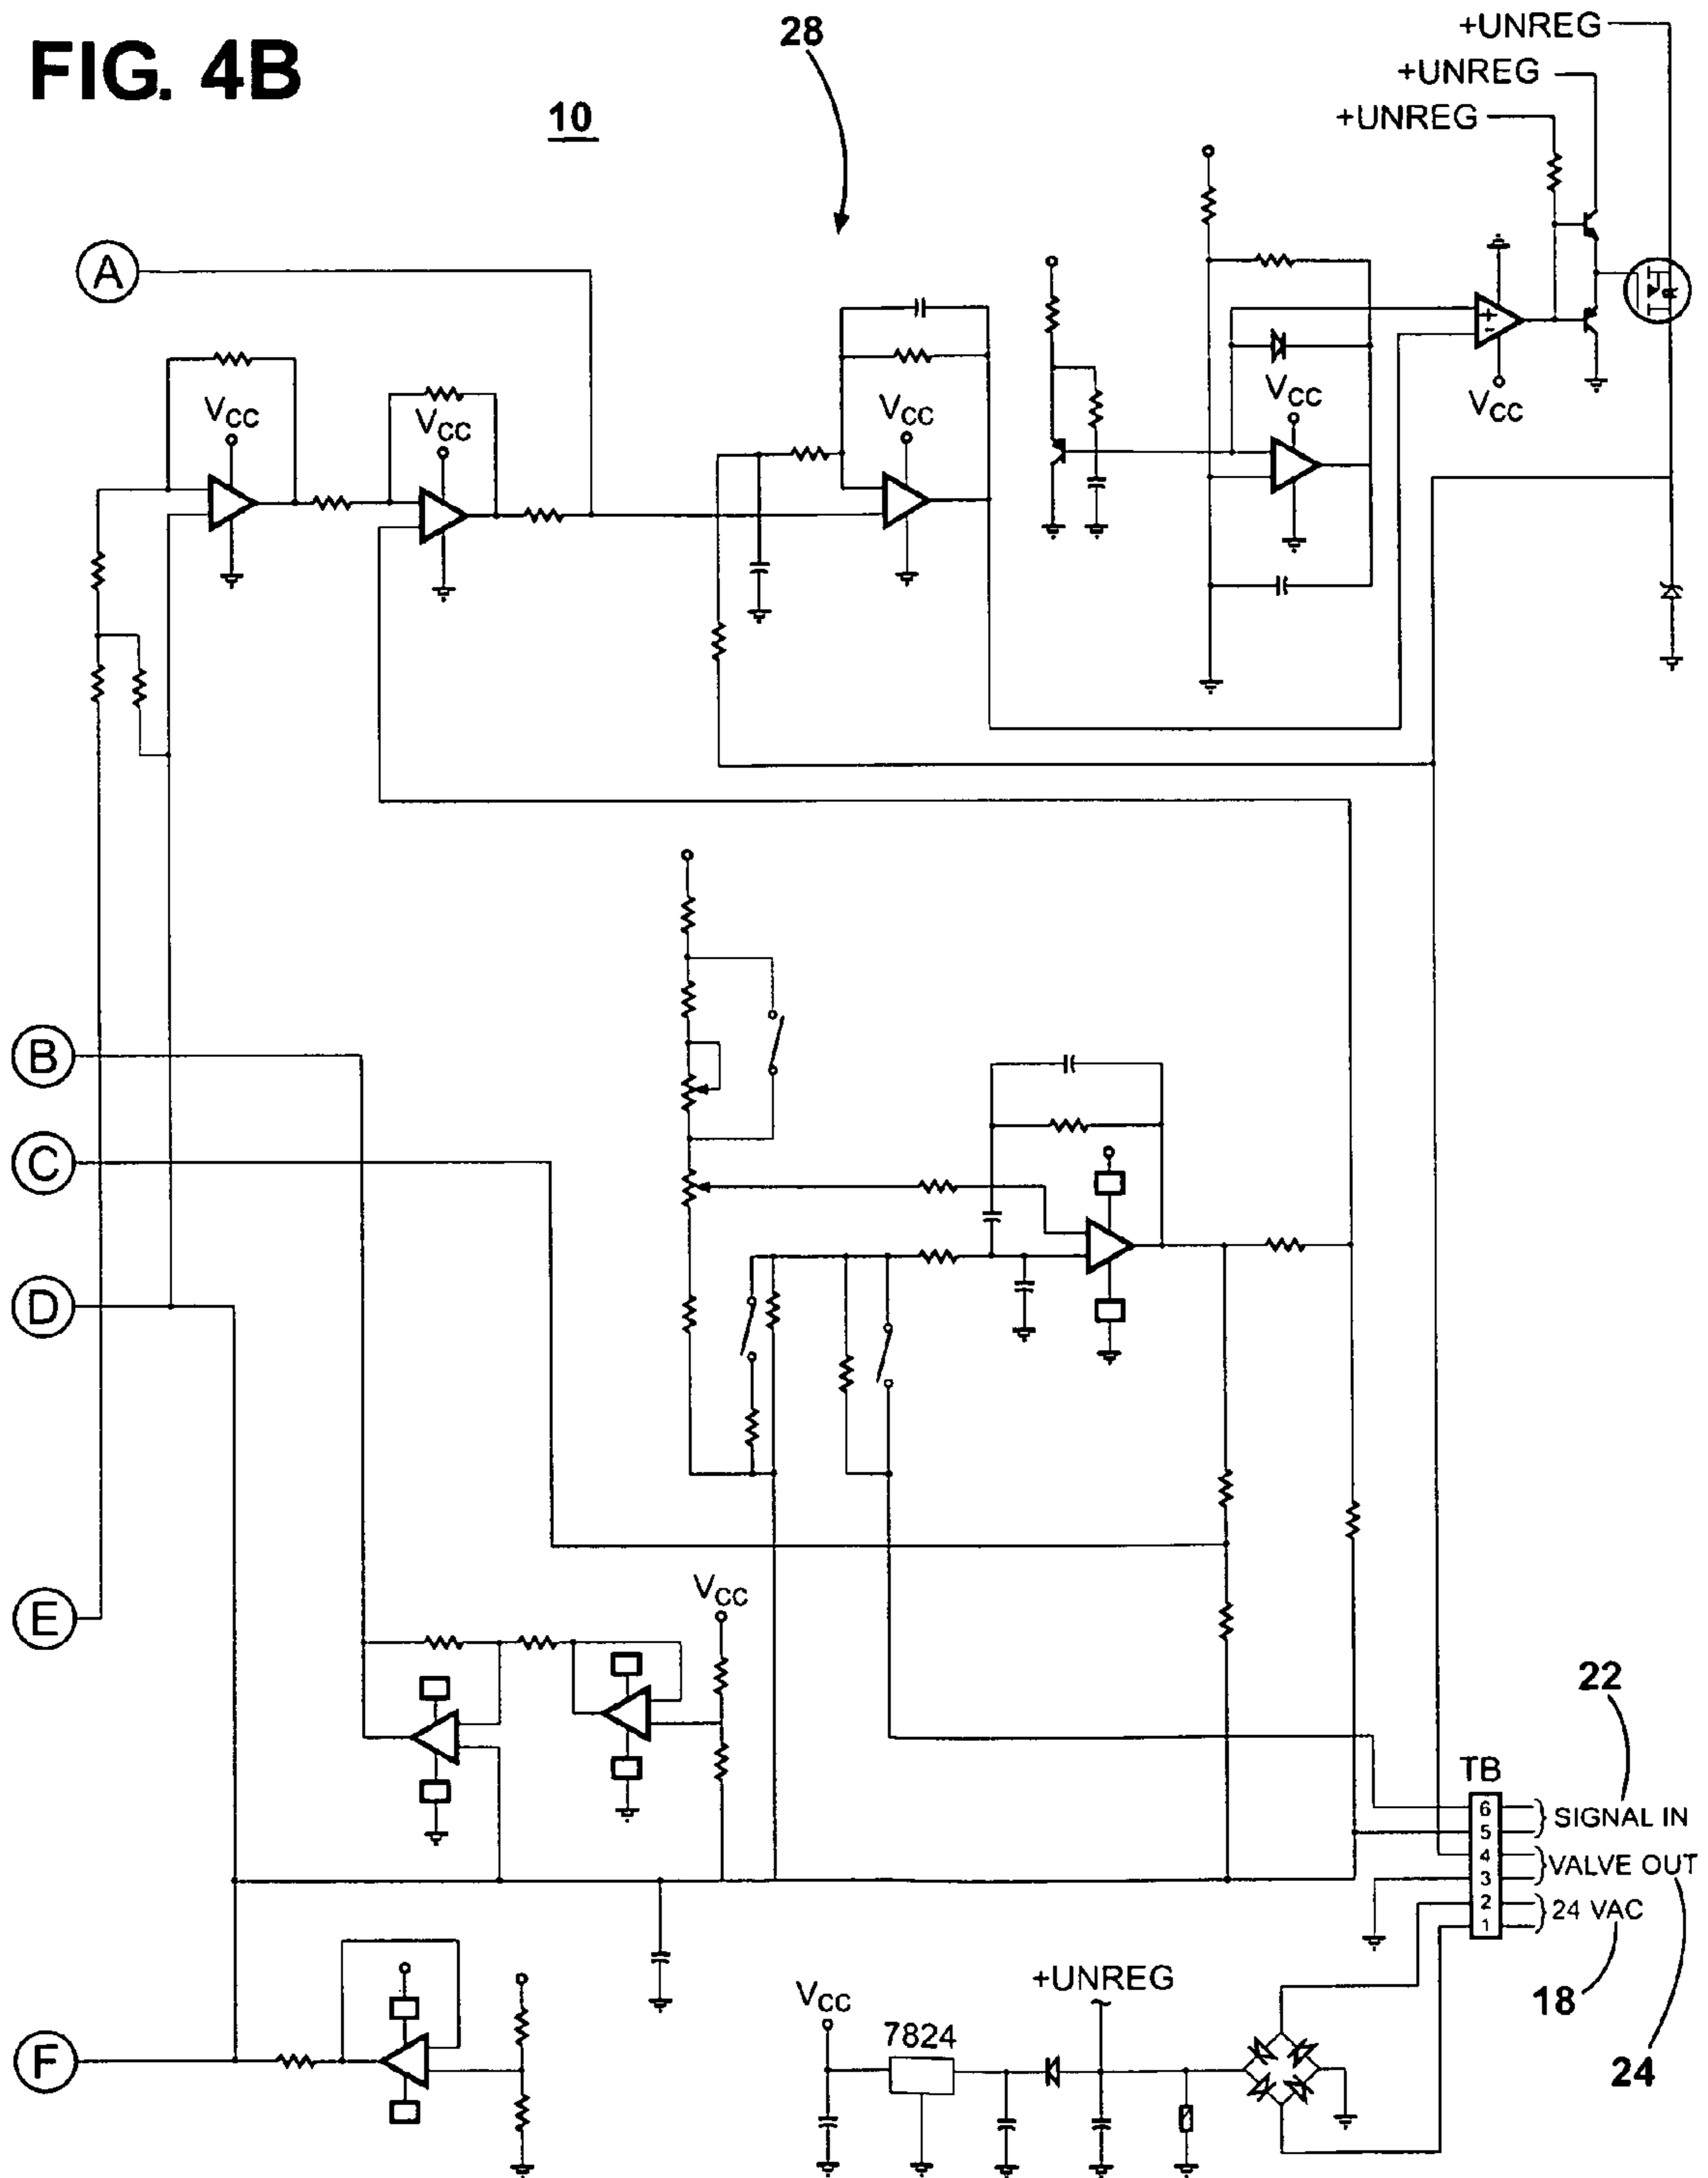 FIG. 4B
10
28
+UNREG
+UNREG
+UNREG
A
VCC
VCC
VCC
VCC
+
-
VCC
B
C
D
E
VCC
22
TB
6
5
4
3
2
1
SIGNAL IN
VALVE OUT
24 VAC
18
24
F
VCC
7824
+UNREG